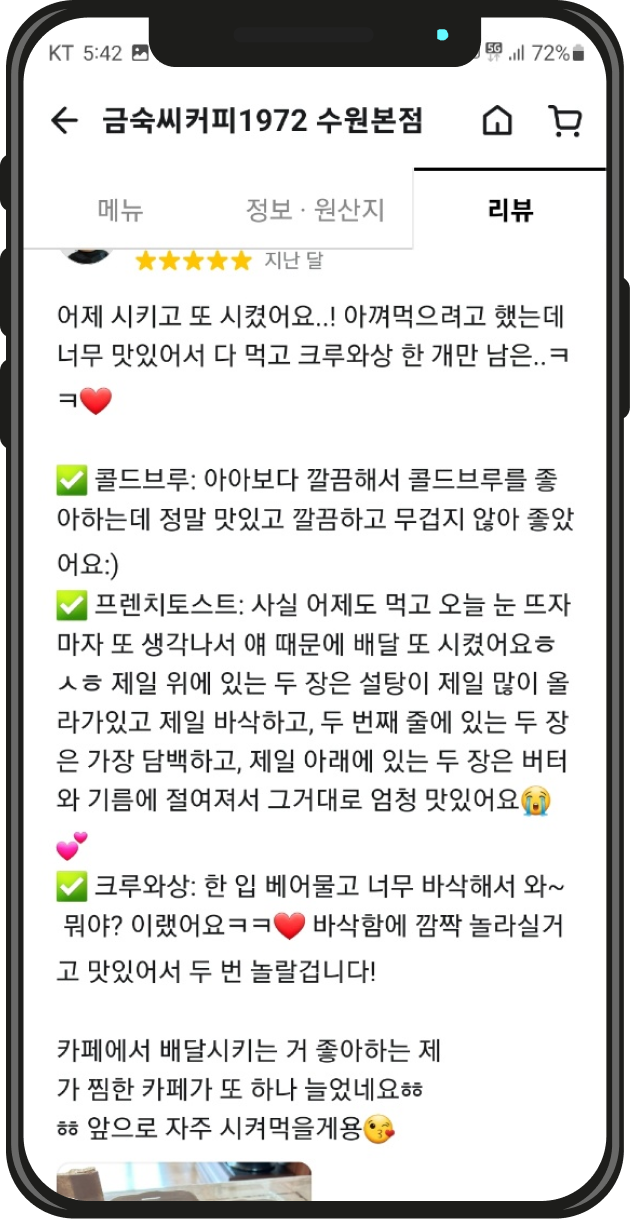 KT 5:42 5G 72%
금숙씨커피1972 수원본점
메뉴 정보 · 원산지 리뷰
지난 달
어제 시키고 또 시켰어요..! 아껴먹으려고 했는데
너무 맛있어서 다 먹고 크루와상 한 개만 남은..ㅋ
ㅋ❤️
✅ 콜드브루: 아아보다 깔끔해서 콜드브루를 좋
아하는데 정말 맛있고 깔끔하고 무겁지 않아 좋았
어요:)
✅ 프렌치토스트: 사실 어제도 먹고 오늘 눈 뜨자
마자 또 생각나서 얘 때문에 배달 또 시켰어요ㅎ
ㅅㅎ 제일 위에 있는 두 장은 설탕이 제일 많이 올
라가있고 제일 바삭하고, 두 번째 줄에 있는 두 장
은 가장 담백하고, 제일 아래에 있는 두 장은 버터
와 기름에 절여져서 그거대로 엄청 맛있어요😭
💕
✅ 크루와상: 한 입 베어물고 너무 바삭해서 와~
뭐야? 이랬어요ㅋㅋ❤️ 바삭함에 깜짝 놀라실거
고 맛있어서 두 번 놀랄겁니다!
카페에서 배달시키는 거 좋아하는 제
가 찜한 카페가 또 하나 늘었네요ㆅ
ㆅ 앞으로 자주 시켜먹을게용😘